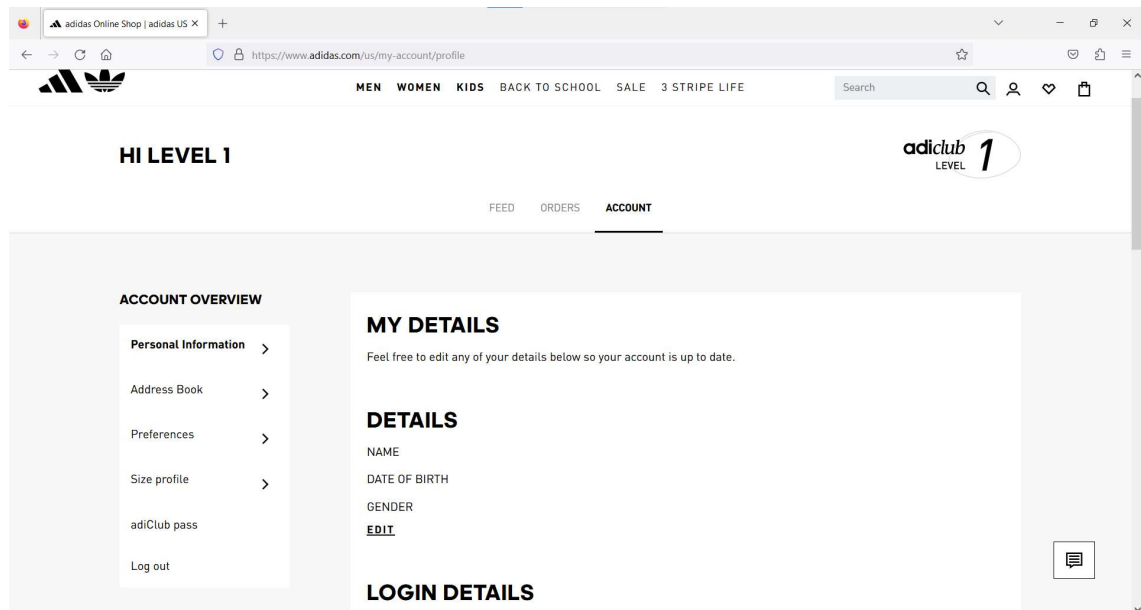 adidas Online Shop | adidas US
https://www.adidas.com/us/my-account/profile
MEN WOMEN KIDS BACK TO SCHOOL SALE 3 STRIPE LIFE Search
HI LEVEL 1
adiclub
LEVEL 1
FEED ORDERS ACCOUNT
ACCOUNT OVERVIEW
Personal Information
Address Book
Preferences
Size profile
adiClub pass
Log out
MY DETAILS
Feel free to edit any of your details below so your account is up to date.
DETAILS
NAME
DATE OF BIRTH
GENDER
EDIT
LOGIN DETAILS